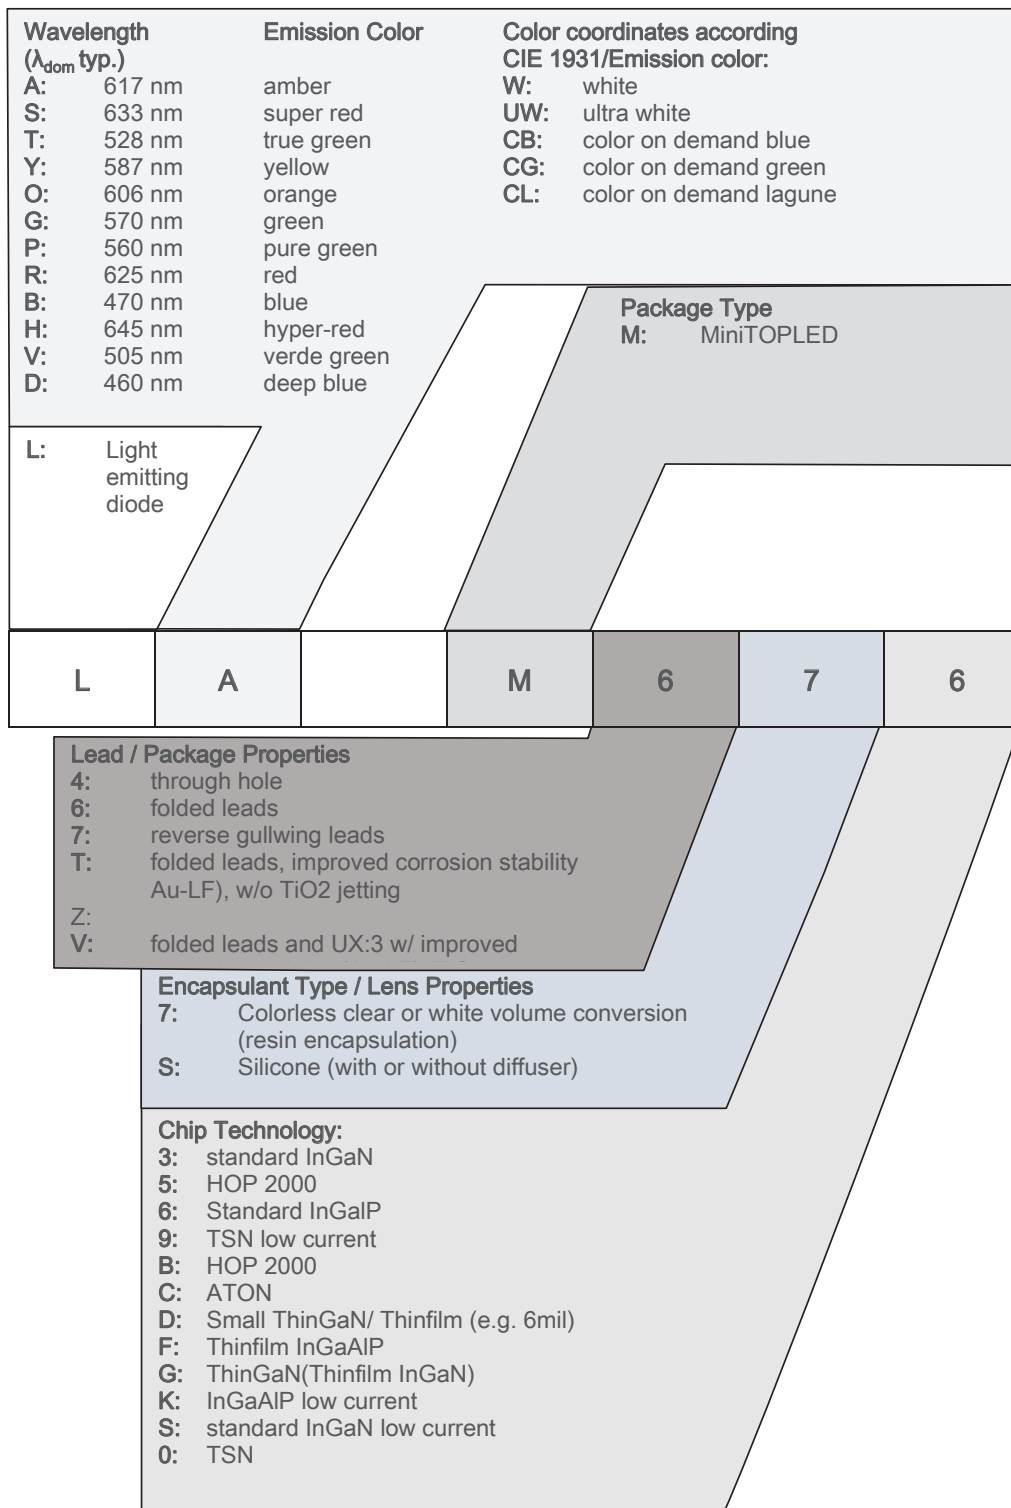 Wavelength Emission Color Color coordinates according
(λdom typ.) CIE 1931/Emission color:
A: 617 nm amber W: white
S: 633 nm super red UW: ultra white
T: 528 nm true green CB: color on demand blue
Y: 587 nm yellow CG: color on demand green
O: 606 nm orange CL: color on demand lagune
G: 570 nm green
P: 560 nm pure green
R: 625 nm red
B: 470 nm blue
H: 645 nm hyper-red
V: 505 nm verde green
D: 460 nm deep blue
Package Type
M: MiniTOPLED
L: Light
emitting
diode
L A M 6 7 6
Lead / Package Properties
4: through hole
6: folded leads
7: reverse gullwing leads
T: folded leads, improved corrosion stability
Au-LF), w/o TiO2 jetting
Z:
V: folded leads and UX:3 w/ improved
Encapsulant Type / Lens Properties
7: Colorless clear or white volume conversion
(resin encapsulation)
S: Silicone (with or without diffuser)
Chip Technology:
3: standard InGaN
5: HOP 2000
6: Standard InGalP
9: TSN low current
B: HOP 2000
C: ATON
D: Small ThinGaN/ Thinfilm (e.g. 6mil)
F: Thinfilm InGaAlP
G: ThinGaN(Thinfilm InGaN)
K: InGaAlP low current
S: standard InGaN low current
0: TSN